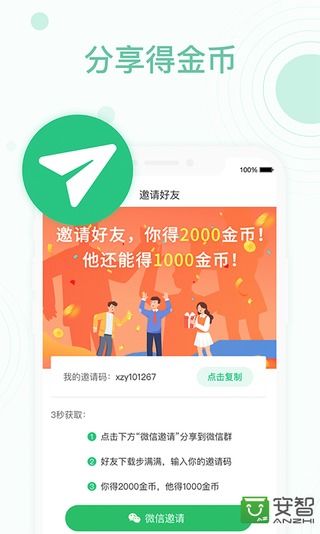 分享得金币
100%
邀请好友
邀请好友，你得2000金币！
他还能得1000金币！
我的邀请码： xzy101267 点击复制
3秒获取：
1 点击下方“微信邀请”分享到微信群
2 好友下载步满满，输入你的邀请码
3 你得2000金币，他得1000金币
微信邀请
安智
ANZHI